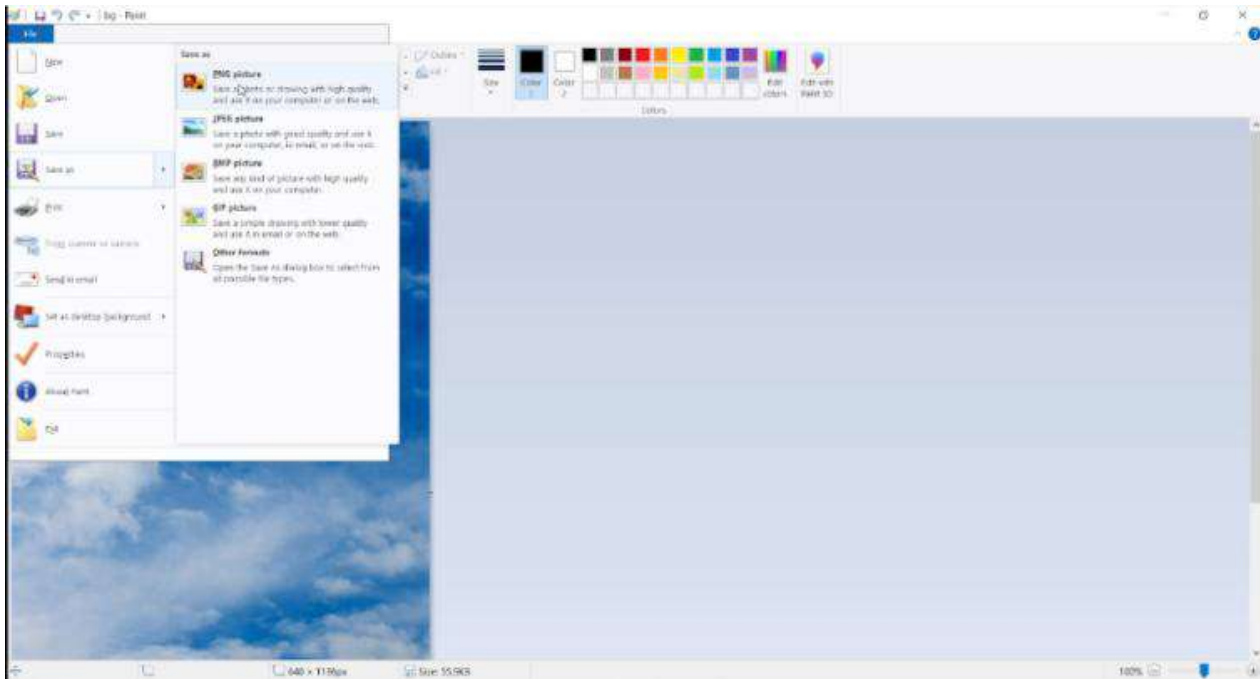 bg - Paint
File
New
Open
Save
Save as
Print
From scanner or camera
Send in email
Set as desktop background
Properties
About Paint
Exit
Save as
PNG picture
Save a photo or drawing with high quality
and use it on your computer or on the web.
JPEG picture
Save a photo with good quality and use it
on your computer, in email, or on the web.
BMP picture
Save any kind of picture with high quality
and use it on your computer.
GIF picture
Save a simple drawing with lower quality
and use it in email or on the web.
Other formats
Open the Save As dialog box to select from
all possible file types.
Outline
Fill
Size
Color
1
Color
2
Edit
colors
Edit with
Paint 3D
Colors
640 × 1136px
Size: 55.9KB
100%